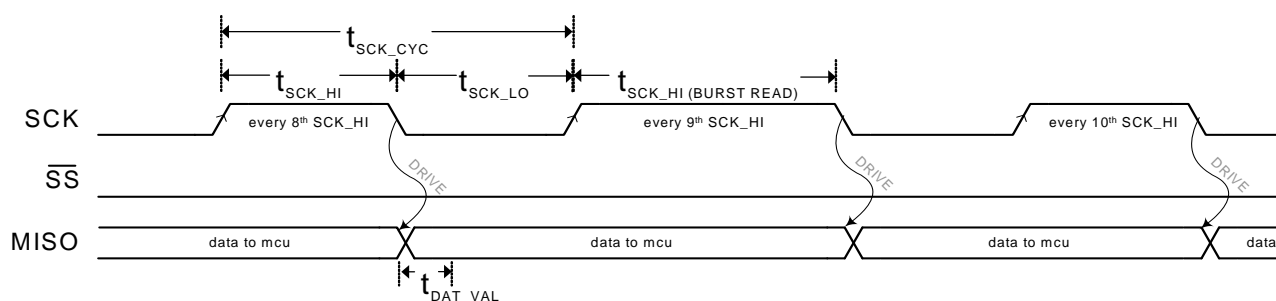 tSCK_CYC
tSCK_HI tSCK_LO tSCK_HI (BURST READ)
SCK every 8th SCK_HI every 9th SCK_HI every 10th SCK_HI
SS
DRIVE DRIVE DRIVE
MISO data to mcu data to mcu data to mcu data
tDAT_VAL